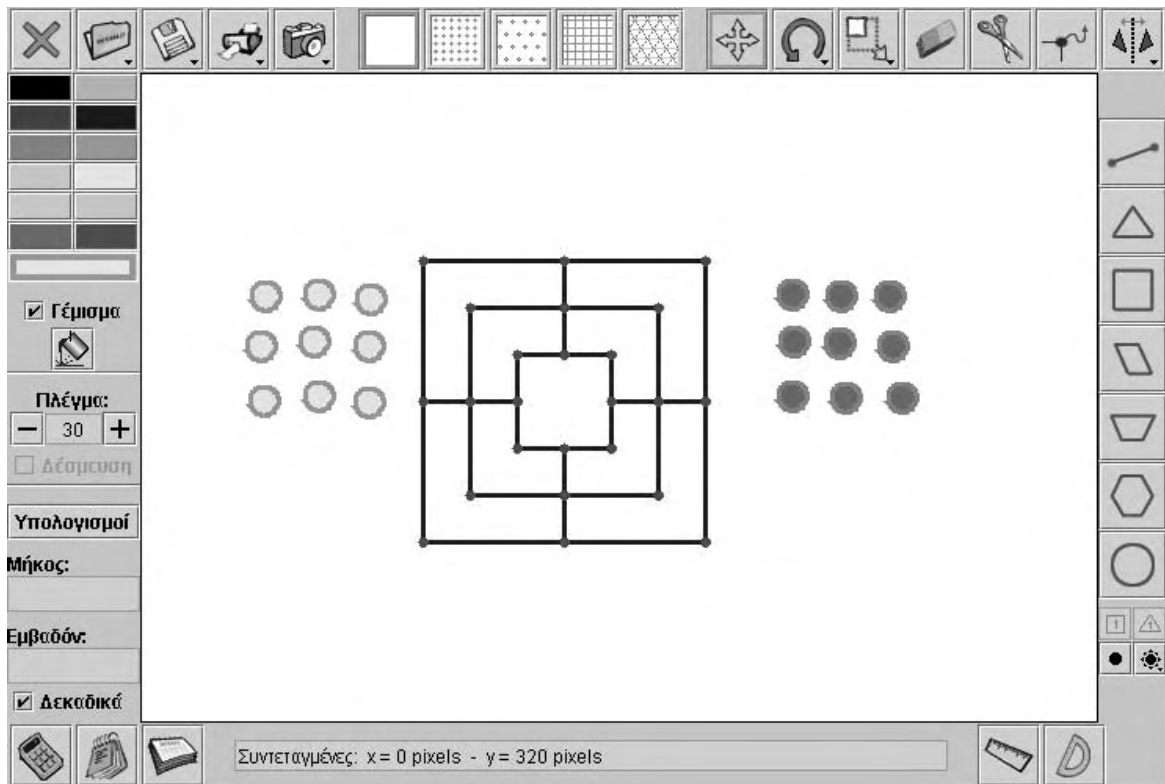 Γέμισμα
Πλέγμα:
30
Δέσμευση
Υπολογισμοί
Μήκος:
Εμβαδόν:
Δεκαδικά
Συντεταγμένες: x = 0 pixels - y = 320 pixels